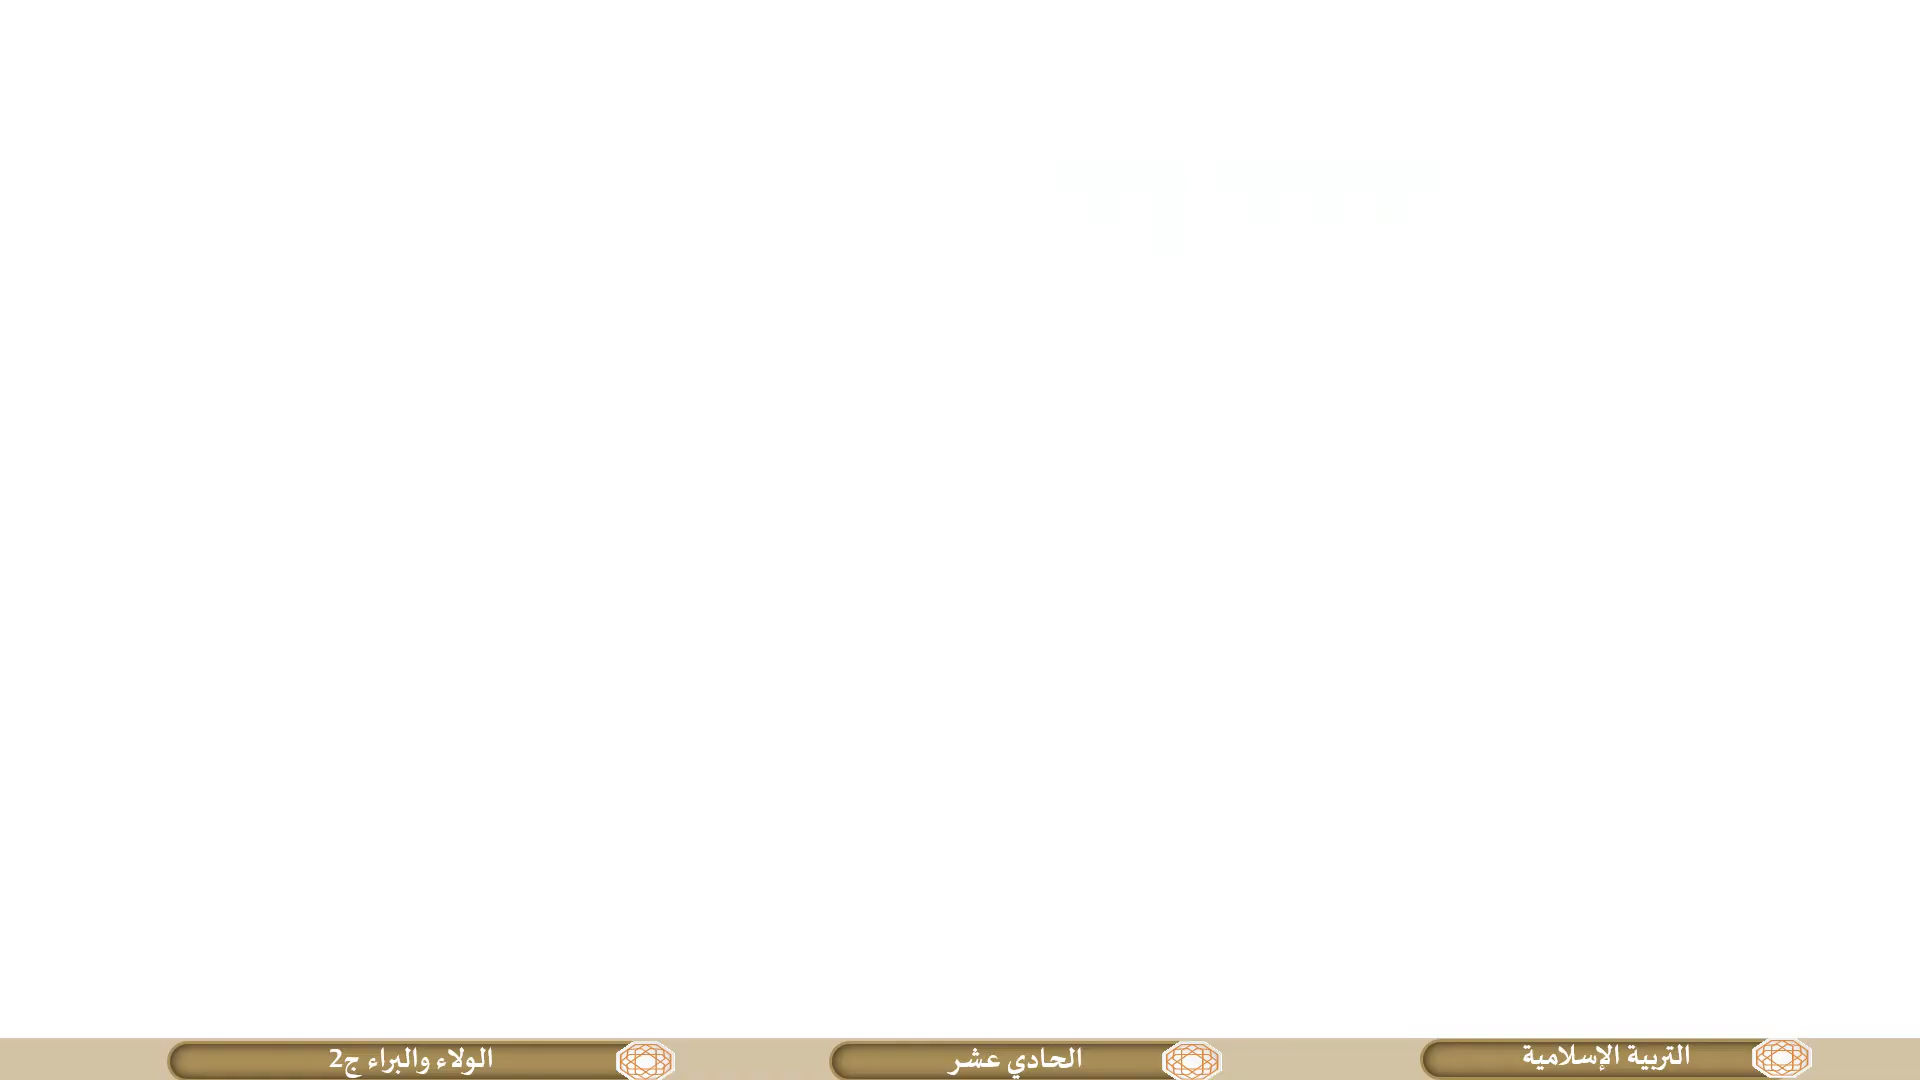 التربية الإسلامية
الحادي عشر
الولاء والبراء ج2